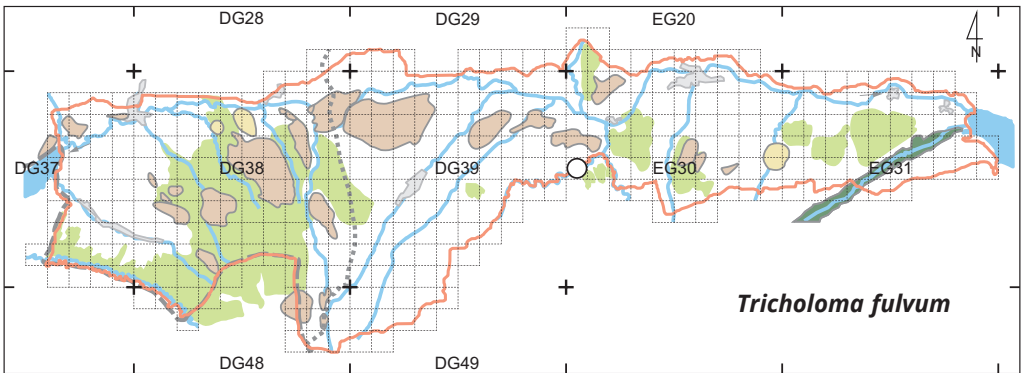 DG28 DG29 EG20
N
DG37 DG38 DG39 EG30 EG31
Tricholoma fulvum
DG48 DG49